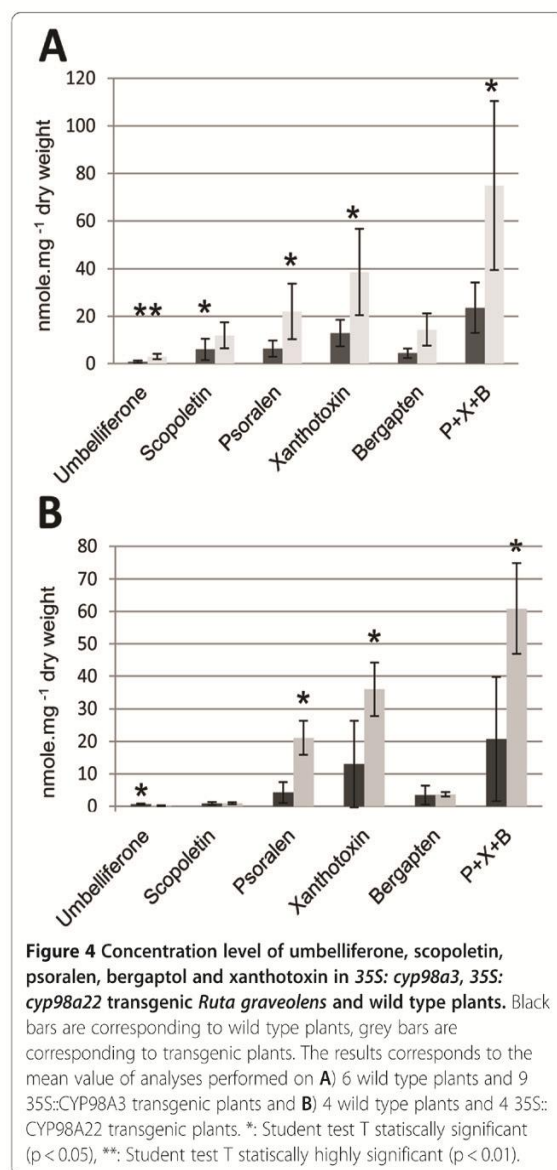 A
nmole.mg⁻¹ dry weight
120
100
80
60
40
20
0
**
*
*
*
*
Umbelliferone
Scopoletin
Psoralen
Xanthotoxin
Bergapten
P+X+B
B
nmole.mg⁻¹ dry weight
80
70
60
50
40
30
20
10
0
*
*
*
*
Umbelliferone
Scopoletin
Psoralen
Xanthotoxin
Bergapten
P+X+B
Figure 4 Concentration level of umbelliferone, scopoletin,
psoralen, bergaptol and xanthotoxin in 35S: cyp98a3, 35S:
cyp98a22 transgenic Ruta graveolens and wild type plants. Black
bars are corresponding to wild type plants, grey bars are
corresponding to transgenic plants. The results corresponds to the
mean value of analyses performed on A) 6 wild type plants and 9
35S::CYP98A3 transgenic plants and B) 4 wild type plants and 4 35S::
CYP98A22 transgenic plants. *: Student test T statiscally significant
(p < 0.05), **: Student test T statiscally highly significant (p < 0.01).